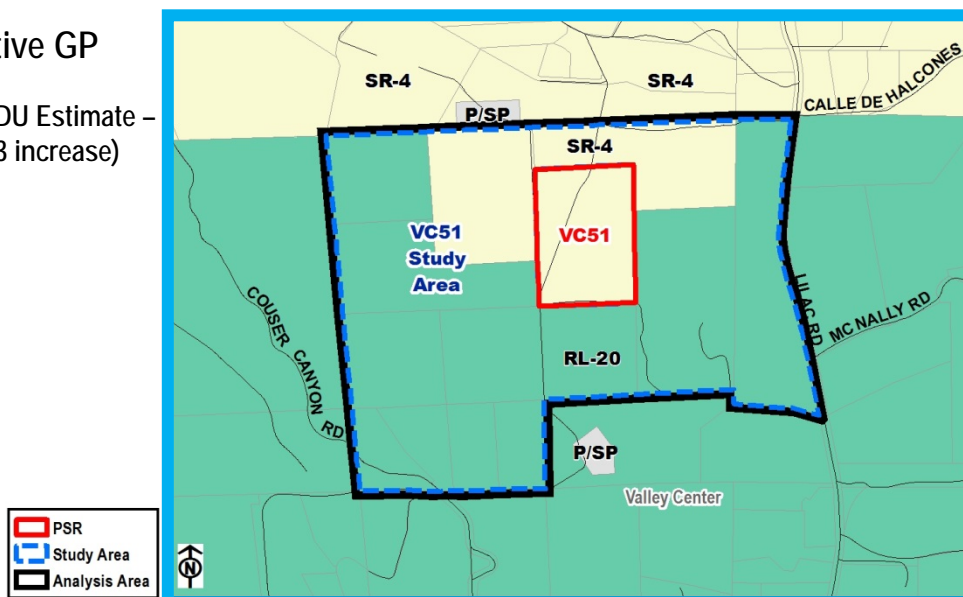 tive GP
DU Estimate –
3 increase)
SR-4
SR-4
CALLE DE HALCONES
P/SP
SR-4
VC51
VC51
Study
Area
COUSER CANYON RD
LILAC RD
MC NALLY RD
RL-20
P/SP
Valley Center
PSR
Study Area
Analysis Area
N